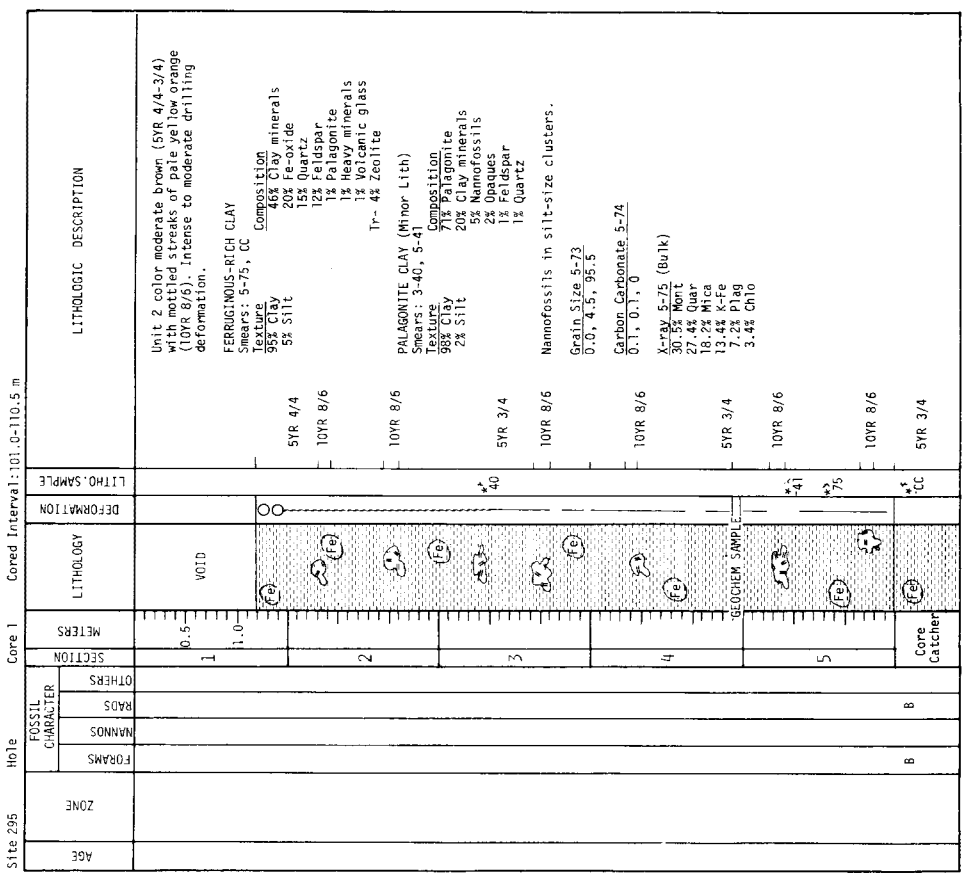 Site 295 Hole Core 1 Cored Interval:101.0-110.5 m
AGE
ZONE
FOSSIL
CHARACTER
FORAMS
NANNOS
RADS
OTHERS
SECTION
METERS
LITHOLOGY
DEFORMATION
LITHO.SAMPLE
LITHOLOGIC DESCRIPTION
1
0.5
1.0
VOID
2
3
4
5
Core
Catcher
B
B
Fe
Fe
Fe
Fe
Fe
Fe
Fe
GEOCHEM SAMPLE
40
41
75
CC
5YR 4/4
10YR 8/6
10YR 8/6
5YR 3/4
10YR 8/6
10YR 8/6
5YR 3/4
10YR 8/6
10YR 8/6
5YR 3/4
Unit 2 color moderate brown (5YR 4/4-3/4)
with mottled streaks of pale yellow orange
(10YR 8/6). Intense to moderate drilling
deformation.
FERRUGINOUS-RICH CLAY
Smears: 5-75, CC
Texture Composition
95% Clay 46% Clay minerals
5% Silt 20% Fe-oxide
15% Quartz
12% Feldspar
1% Palagonite
1% Heavy minerals
1% Volcanic glass
Tr- 4% Zeolite
PALAGONITE CLAY (Minor Lith)
Smears: 3-40, 5-41
Texture Composition
98% Clay 71% Palagonite
2% Silt 20% Clay minerals
5% Nannofossils
2% Opaques
1% Feldspar
1% Quartz
Nannofossils in silt-size clusters.
Grain Size 5-73
0.0, 4.5, 95.5
Carbon Carbonate 5-74
0.1, 0.1, 0
X-ray 5-75 (Bulk)
30.5% Mont
27.4% Quar
18.2% Mica
13.4% K-Fe
7.2% Plag
3.4% Chlo